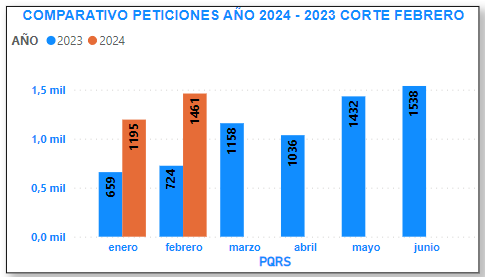 COMPARATIVO PETICIONES AÑO 2024 - 2023 CORTE FEBRERO
AÑO 2023 2024
1,5 mil
1,0 mil
0,5 mil
0,0 mil
659 1195 724 1461 1158 1036 1432 1538
enero febrero marzo abril mayo junio
PQRS